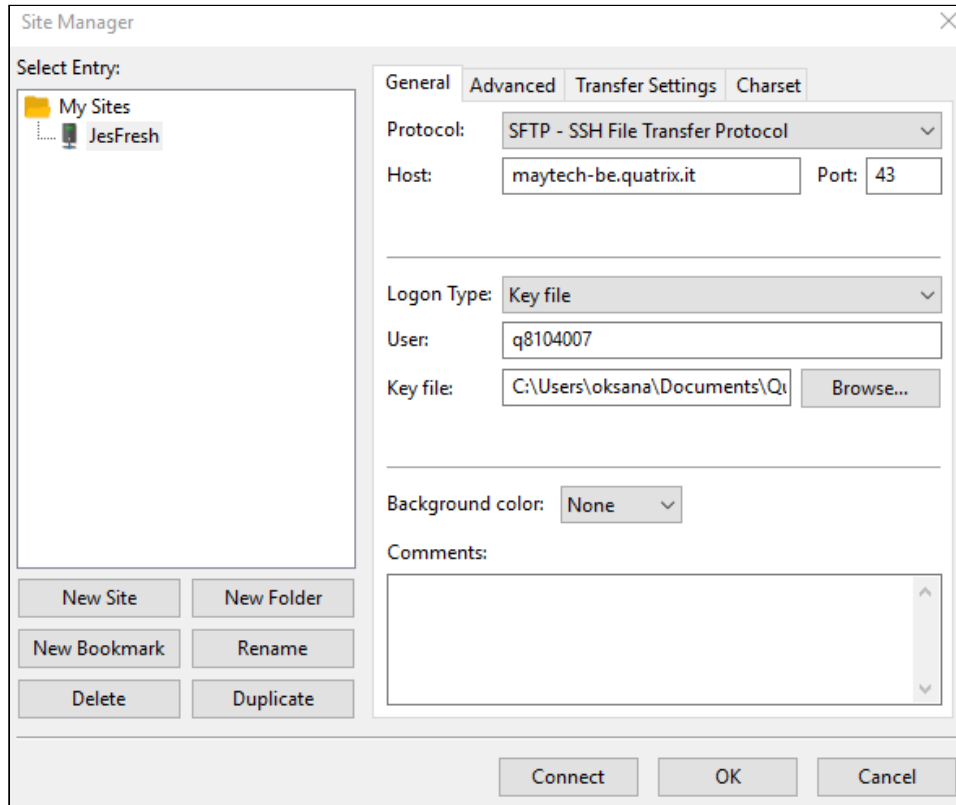 Site Manager
Select Entry:
My Sites
JesFresh
New Site New Folder
New Bookmark Rename
Delete Duplicate
General Advanced Transfer Settings Charset
Protocol: SFTP - SSH File Transfer Protocol
Host: maytech-be.quatrix.it Port: 43
Logon Type: Key file
User: q8104007
Key file: C:\Users\oksana\Documents\Qu Browse...
Background color: None
Comments:
Connect OK Cancel